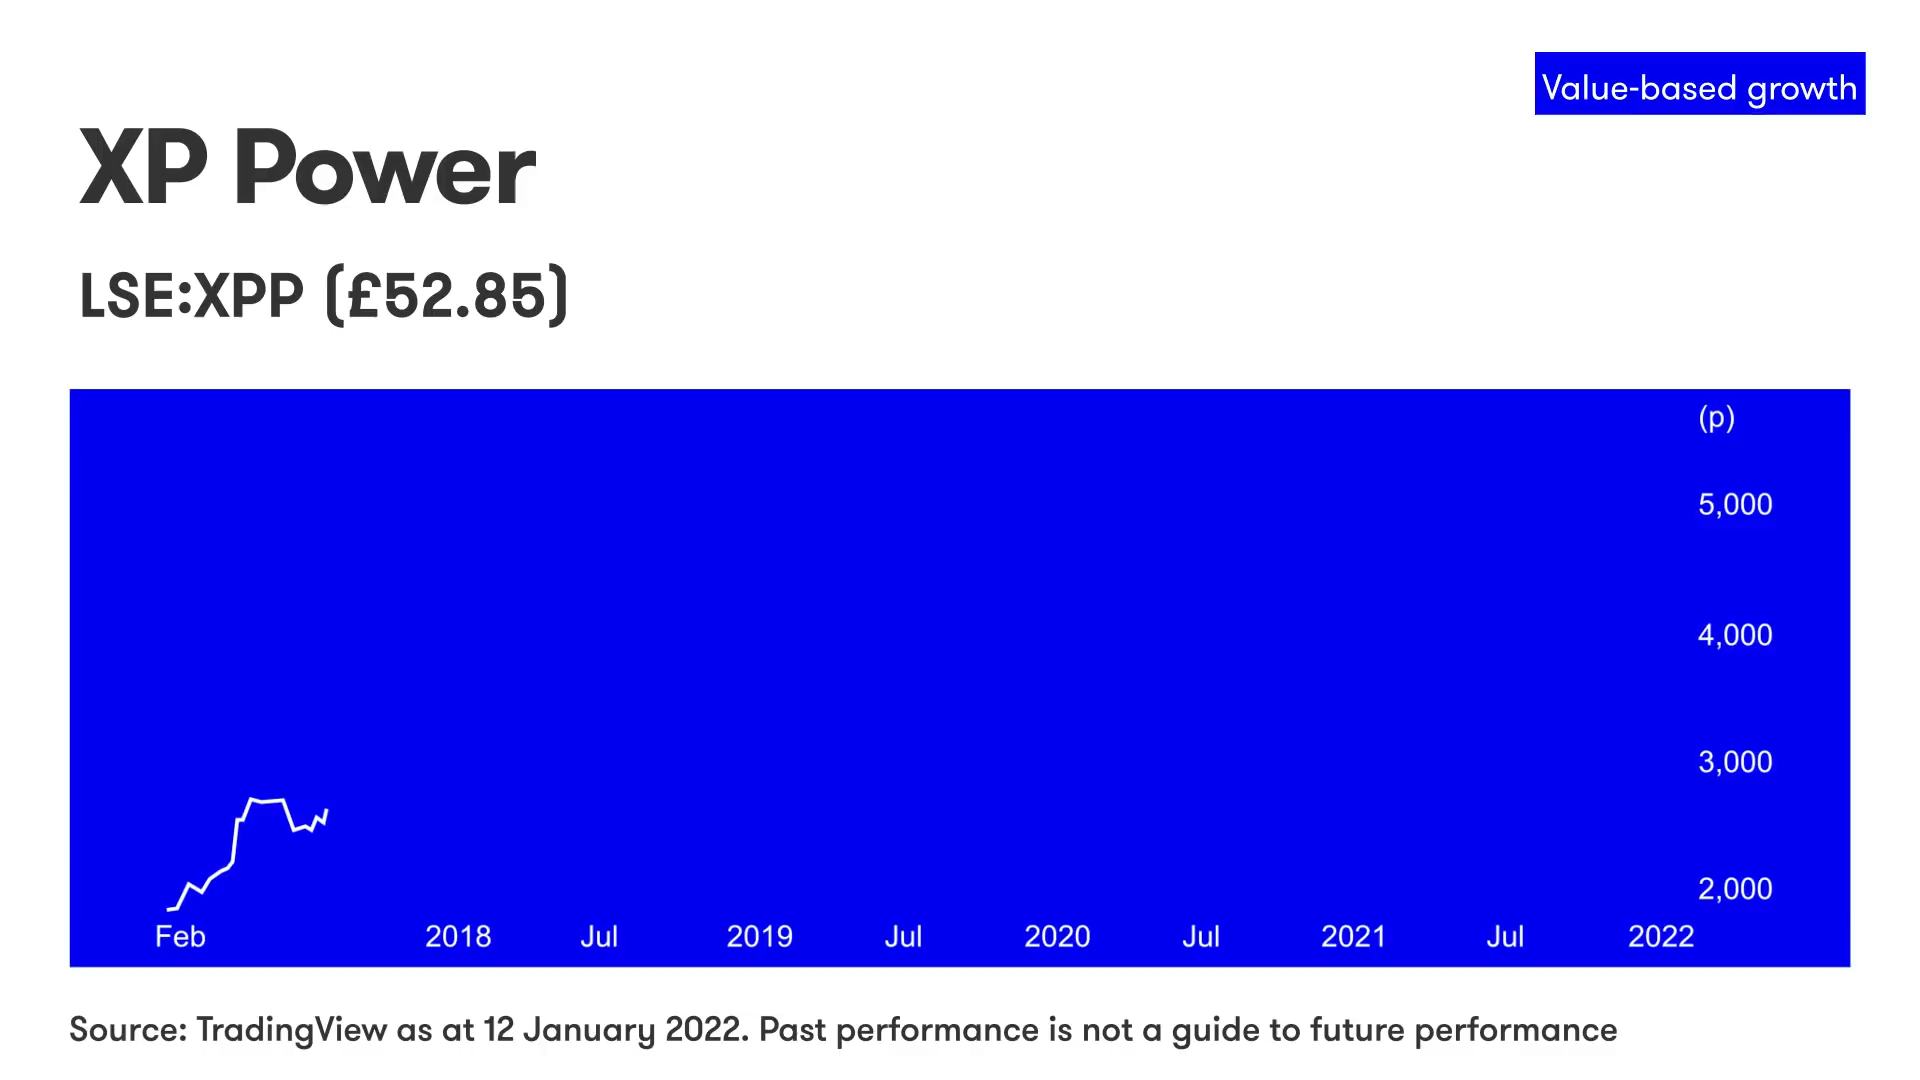 Value-based growth
XP Power
LSE:XPP (£52.85)
(p)
5,000
4,000
3,000
2,000
Feb 2018 Jul 2019 Jul 2020 Jul 2021 Jul 2022
Source: TradingView as at 12 January 2022. Past performance is not a guide to future performance